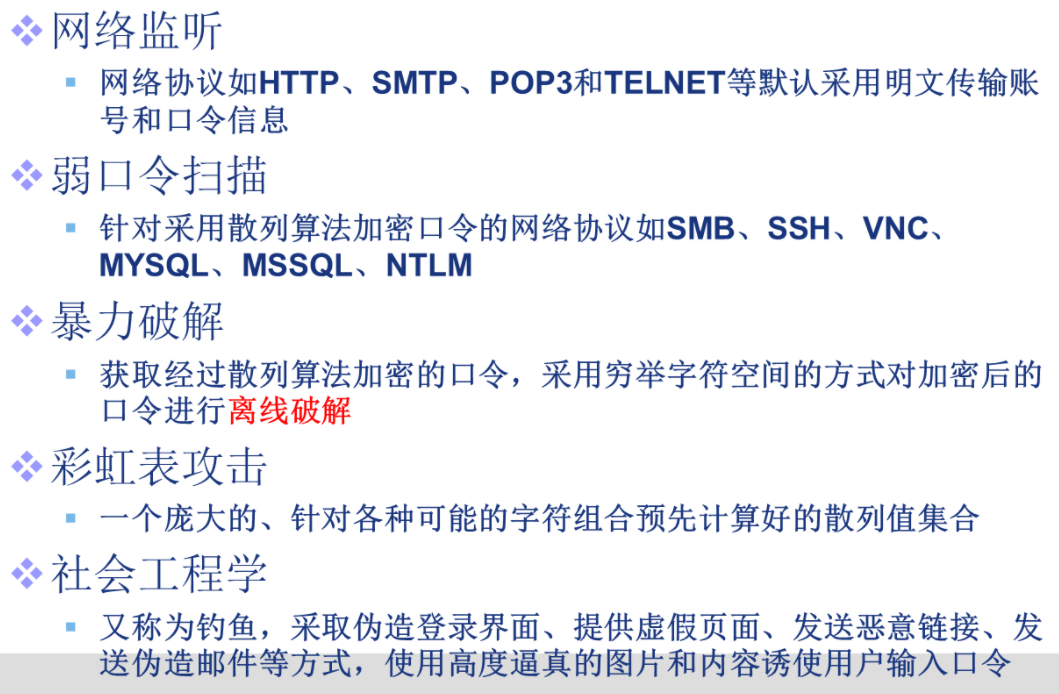 网络监听
网络协议如HTTP、SMTP、POP3和TELNET等默认采用明文传输账
号和口令信息
弱口令扫描
针对采用散列算法加密口令的网络协议如SMB、SSH、VNC、
MYSQL、MSSQL、NTLM
暴力破解
获取经过散列算法加密的口令，采用穷举字符空间的方式对加密后的
口令进行离线破解
彩虹表攻击
一个庞大的、针对各种可能的字符组合预先计算好的散列值集合
社会工程学
又称为钓鱼，采取伪造登录界面、提供虚假页面、发送恶意链接、发
送伪造邮件等方式，使用高度逼真的图片和内容诱使用户输入口令